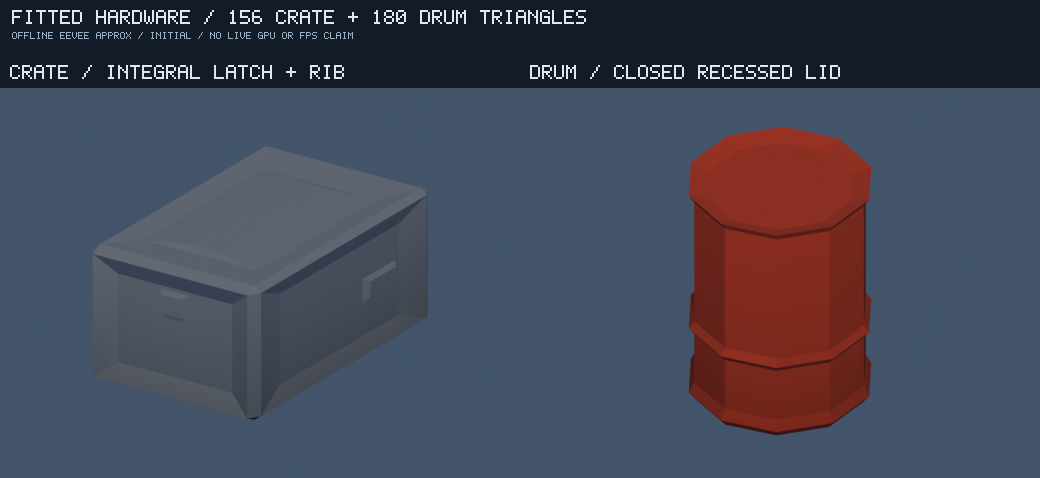 FITTED HARDWARE / 156 CRATE + 180 DRUM TRIANGLES
OFFLINE EEVEE APPROX / INITIAL / NO LIVE GPU OR FPS CLAIM
CRATE / INTEGRAL LATCH + RIB
DRUM / CLOSED RECESSED LID